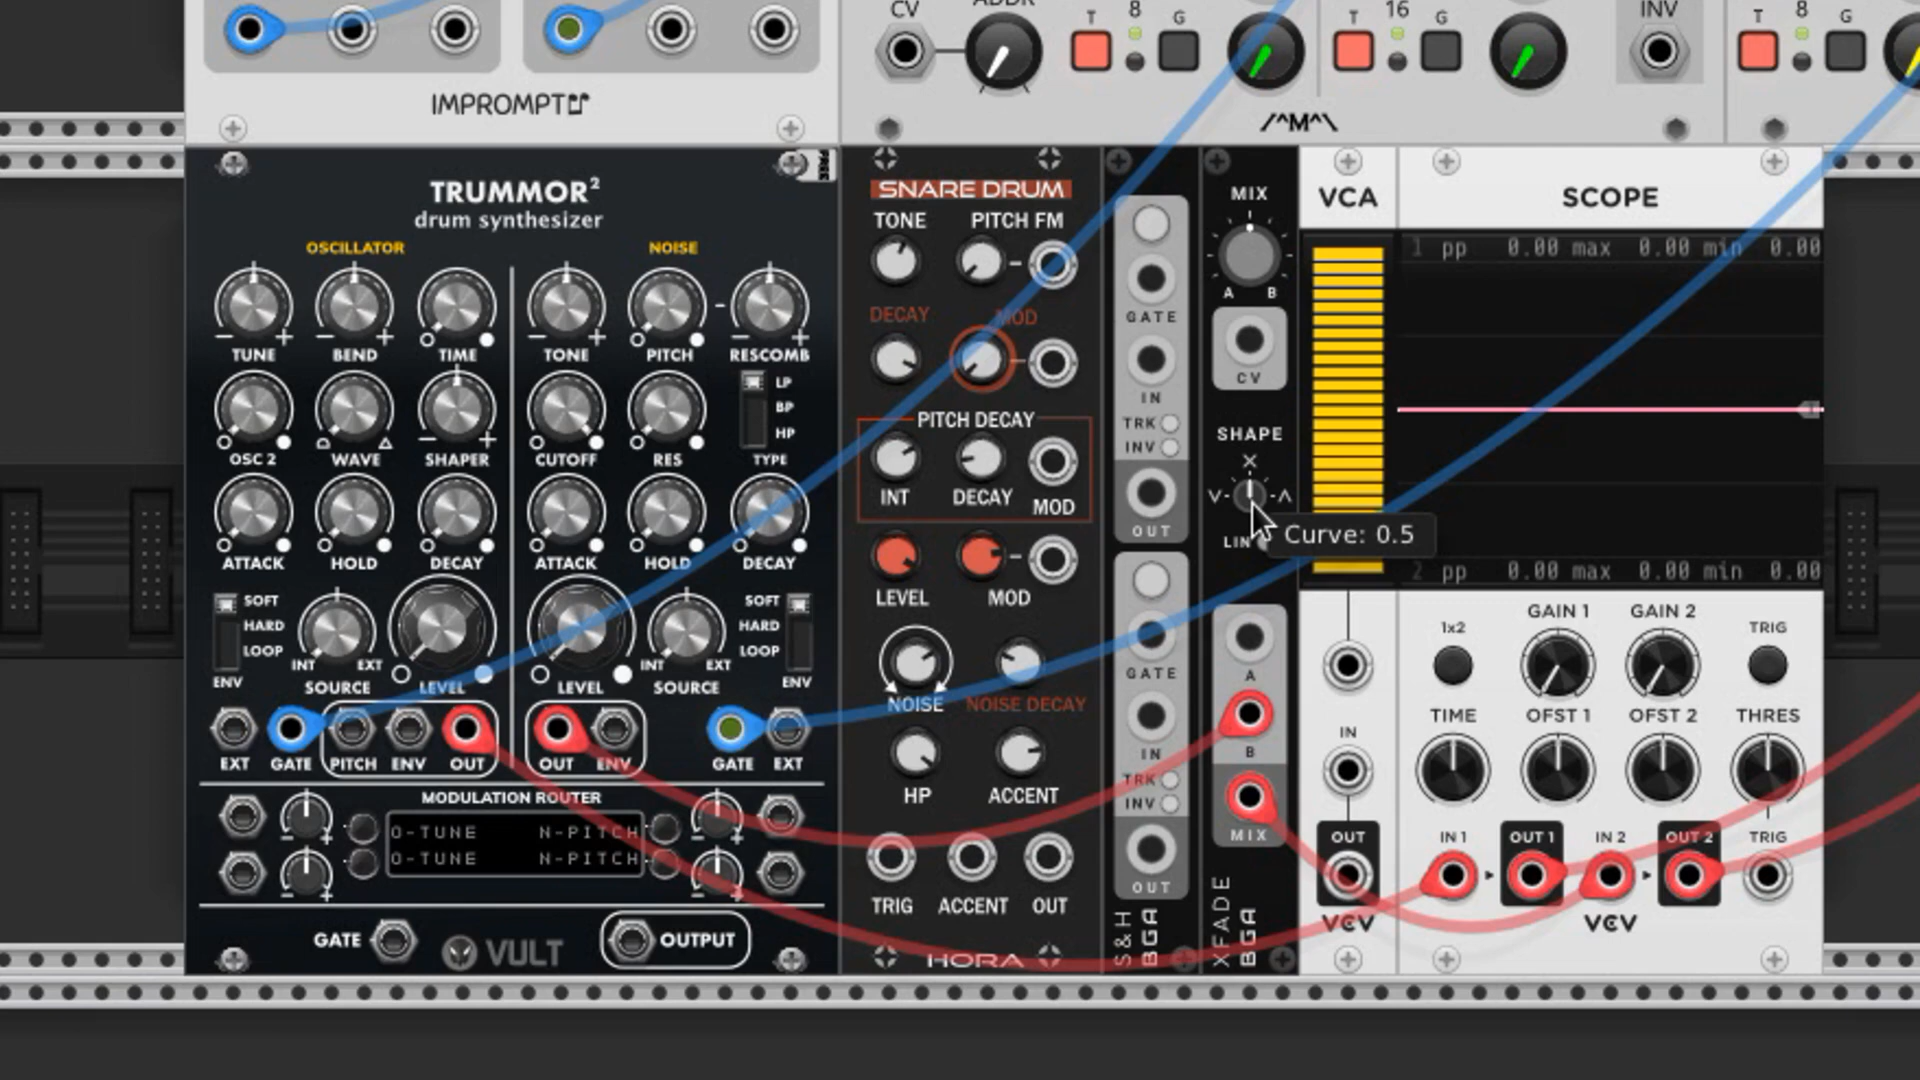 CV
ADDR
T 8 G
T 16 G
INV
T 8 G
IMPROMPT
FREE
TRUMMOR²
drum synthesizer
OSCILLATOR
NOISE
TUNE
BEND
TIME
TONE
PITCH
RESCOMB
LP
BP
HP
OSC 2
WAVE
SHAPER
CUTOFF
RES
TYPE
ATTACK
HOLD
DECAY
ATTACK
HOLD
DECAY
SOFT
HARD
LOOP
ENV
INT
EXT
SOURCE
LEVEL
LEVEL
INT
EXT
SOURCE
SOFT
HARD
LOOP
ENV
EXT
GATE
PITCH
ENV
OUT
OUT
ENV
GATE
EXT
MODULATION ROUTER
O-TUNE N-PITCH
O-TUNE N-PITCH
GATE
VULT
OUTPUT
SNARE DRUM
TONE
PITCH FM
DECAY
MOD
PITCH DECAY
INT
DECAY
MOD
LEVEL
MOD
NOISE
NOISE DECAY
HP
ACCENT
TRIG
ACCENT
OUT
HORA
GATE
IN
TRK
INV
OUT
GATE
IN
TRK
INV
OUT
S&H
BGA
MIX
A B
CV
SHAPE
X
LIN
Curve: 0.5
A
B
MIX
XFADE
BGA
VCA
IN
OUT
VCV
SCOPE
1 pp 0.00 max 0.00 min 0.00
2 pp 0.00 max 0.00 min 0.00
1x2
GAIN 1
GAIN 2
TRIG
TIME
OFST 1
OFST 2
THRES
IN 1
OUT 1
IN 2
OUT 2
TRIG
VCV